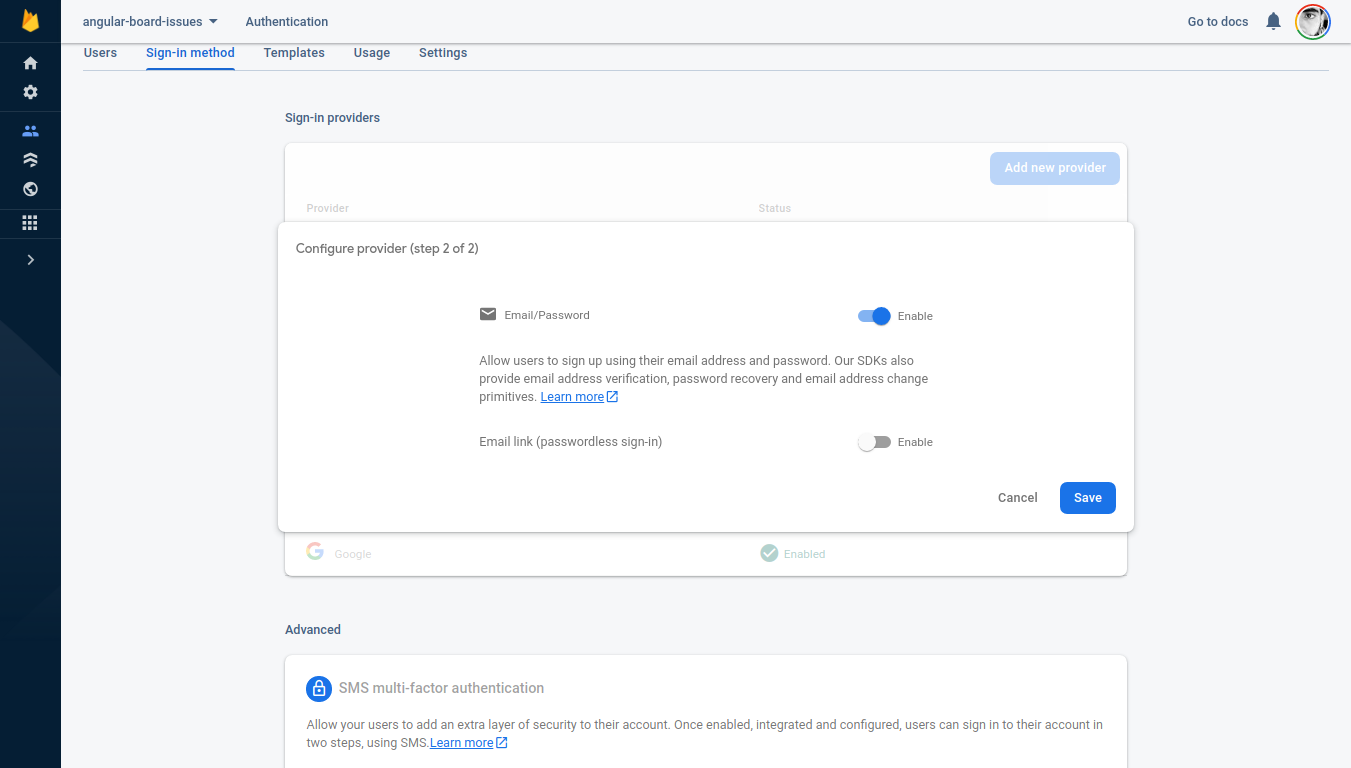 angular-board-issues
Authentication
Go to docs
Users
Sign-in method
Templates
Usage
Settings
Sign-in providers
Add new provider
Provider
Status
Configure provider (step 2 of 2)
Email/Password
Enable
Allow users to sign up using their email address and password. Our SDKs also
provide email address verification, password recovery and email address change
primitives. Learn more
Email link (passwordless sign-in)
Enable
Cancel
Save
Google
Enabled
Advanced
SMS multi-factor authentication
Allow your users to add an extra layer of security to their account. Once enabled, integrated and configured, users can sign in to their account in
two steps, using SMS.Learn more